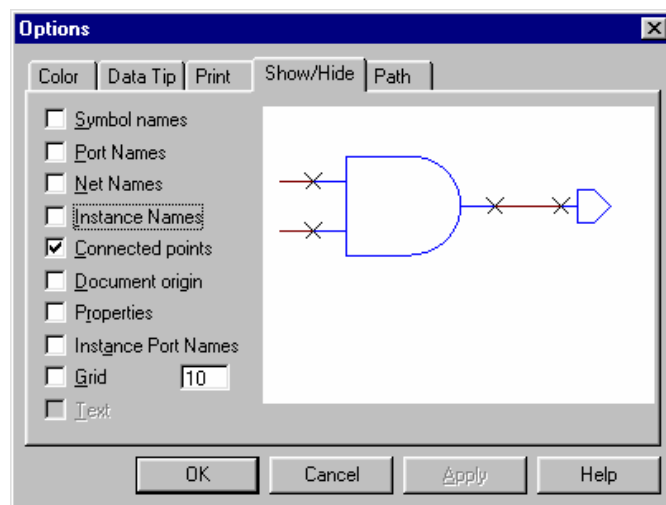 Options
Color Data Tip Print Show/Hide Path
Symbol names
Port Names
Net Names
Instance Names
Connected points
Document origin
Properties
Instance Port Names
Grid 10
Text
OK Cancel Apply Help